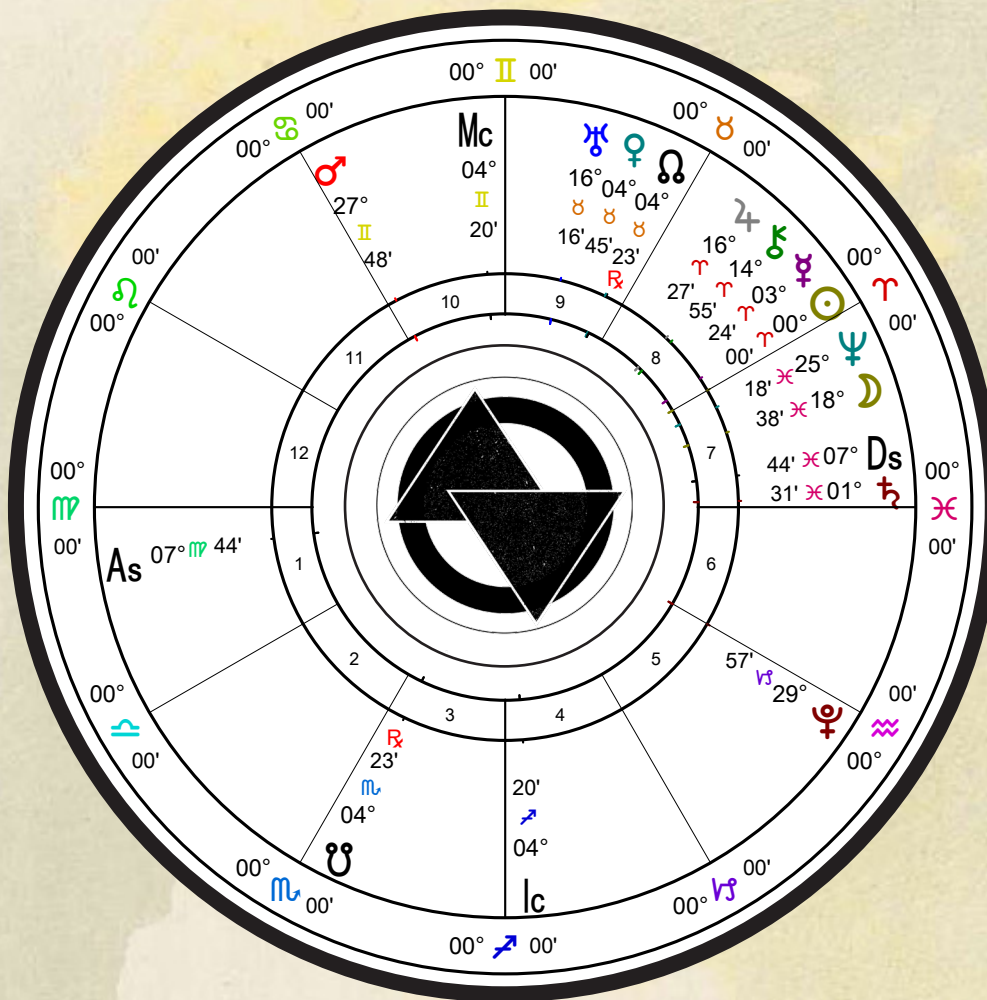 00° ♊ 00'
00° ♋ 00'
00° ♉ 00'
Mc
04°
♊
20'
♂
27°
♊
48'
♅ ♀ ☊
16° 04° 04°
♉ ♉ ♉
16' 45' 23'
℞
♃ ⚷ ☿ ☉
16° 14° 03° 00°
♈ ♈ ♈ ♈
27' 55' 24' 00'
00° ♈ 00'
18' ♓ 25° ♆
38' ♓ 18° ☽
44' ♓ 07° Ds
31' ♓ 01° ♄
00° ♌ 00'
00° ♍ 00'
00° ♓ 00'
As 07° ♍ 44'
10
9
11
8
12
7
1
6
2
5
3
4
57' ♑ 29° ♇
00° ♎ 00'
00° ♒ 00'
℞
23'
♏
04°
☋
20'
♐
04°
Ic
00° ♏ 00'
00° ♑ 00'
00° ♐ 00'